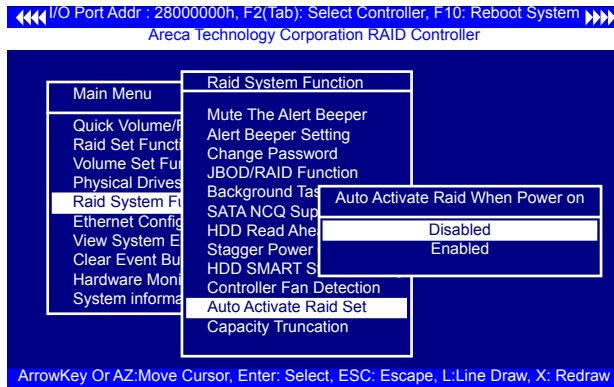 I/O Port Addr : 28000000h, F2(Tab): Select Controller, F10: Reboot System
Areca Technology Corporation RAID Controller
Main Menu
Quick Volume/
Raid Set Functi
Volume Set Fu
Physical Drives
Raid System F
Ethernet Config
View System E
Clear Event Bu
Hardware Moni
System informa
Raid System Function
Mute The Alert Beeper
Alert Beeper Setting
Change Password
JBOD/RAID Function
Background Tas
SATA NCQ Sup
HDD Read Ahe
Stagger Power
HDD SMART S
Controller Fan Detection
Auto Activate Raid Set
Capacity Truncation
Auto Activate Raid When Power on
Disabled
Enabled
ArrowKey Or AZ:Move Cursor, Enter: Select, ESC: Escape, L:Line Draw, X: Redraw